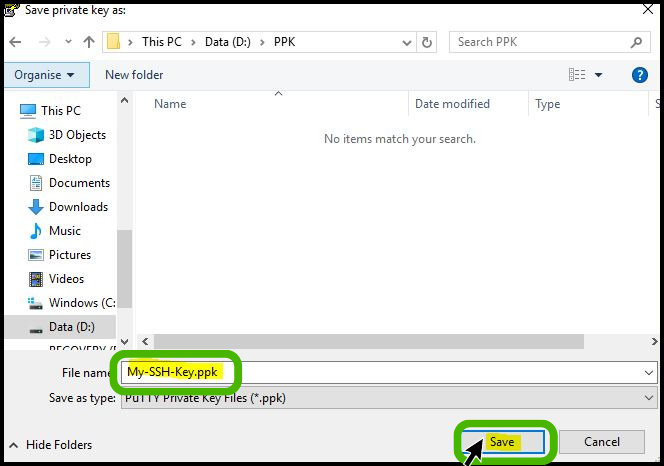 Save private key as:
This PC > Data (D:) > PPK
Search PPK
Organise
New folder
Name
Date modified
Type
This PC
3D Objects
Desktop
Documents
Downloads
Music
Pictures
Videos
Windows (C:
Data (D:)
No items match your search.
File name
My-SSH-Key.ppk
Save as type: PuTTY Private Key Files (*.ppk)
Hide Folders
Save
Cancel